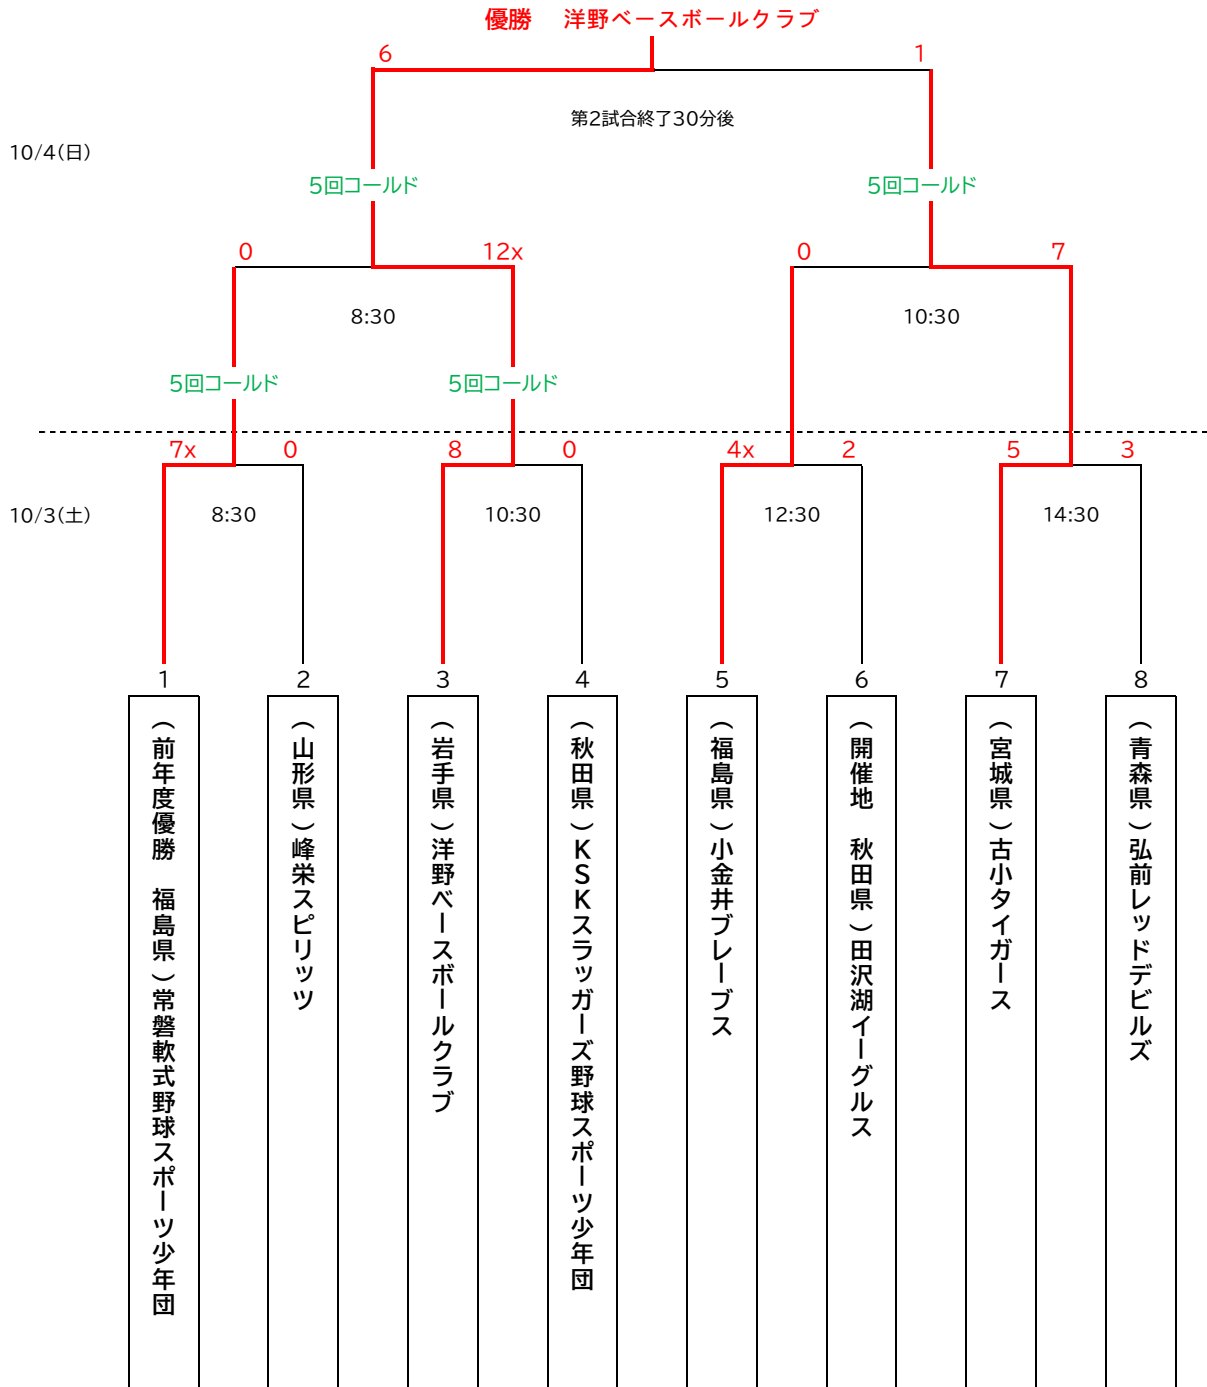 優勝　洋野ベースボールクラブ
6
1
第2試合終了30分後
10/4(日)
5回コールド
5回コールド
0
12x
0
7
8:30
10:30
5回コールド
5回コールド
7x
0
8
0
4x
2
5
3
10/3(土)
8:30
10:30
12:30
14:30
1
2
3
4
5
6
7
8
（前年度優勝　福島県）常磐軟式野球スポーツ少年団
（山形県）峰栄スピリッツ
（岩手県）洋野ベースボールクラブ
（秋田県）KSKスラッガーズ野球スポーツ少年団
（福島県）小金井ブレーブス
（開催地　秋田県）田沢湖イーグルス
（宮城県）古小タイガース
（青森県）弘前レッドデビルズ